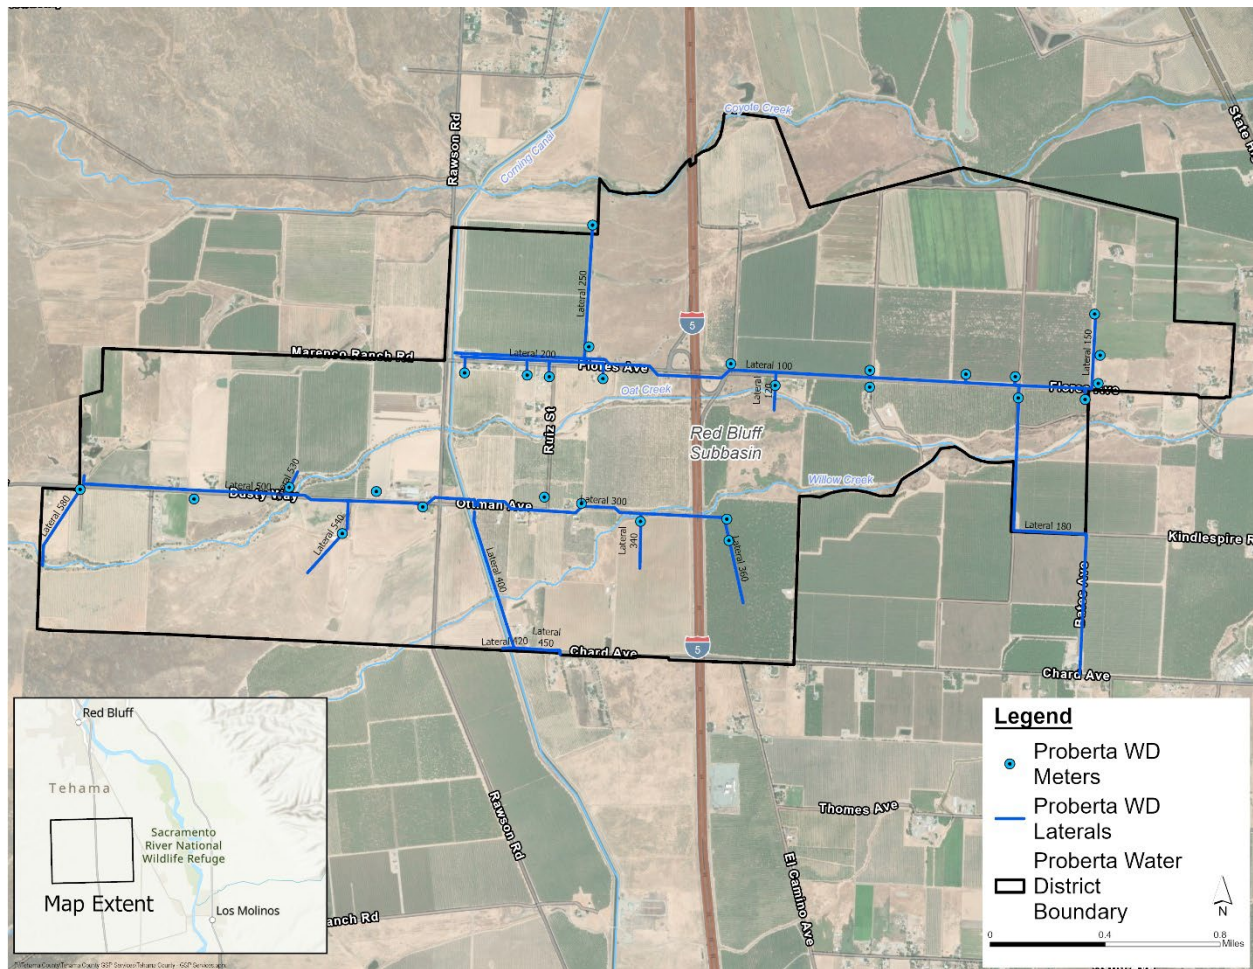 Coyote Creek
State R
Rawson Rd
Corning Canal
Lateral 250
5
Lateral 150
Marenco Ranch Rd
Lateral 200
Flores Ave
Lateral 100
Flores Ave
Lateral
120
Oat Creek
Ruiz St
Red Bluff
Subbasin
Willow Creek
Lateral 530
Lateral 500
Dusty Way
Lateral 580
Lateral 540
Ottman Ave
Lateral 300
Lateral
340
Lateral 360
Lateral 180
Kindlespire R
Lateral 400
Bates Ave
Lateral 420
Lateral
450
Chard Ave
5
Chard Ave
Rawson Rd
Thomes Ave
El Camino Ave
anch Rd
Red Bluff
Tehama
Sacramento
River National
Wildlife Refuge
Map Extent
Los Molinos
Legend
Proberta WD
Meters
Proberta WD
Laterals
Proberta Water
District
Boundary
N
0
0.4
0.8
Miles